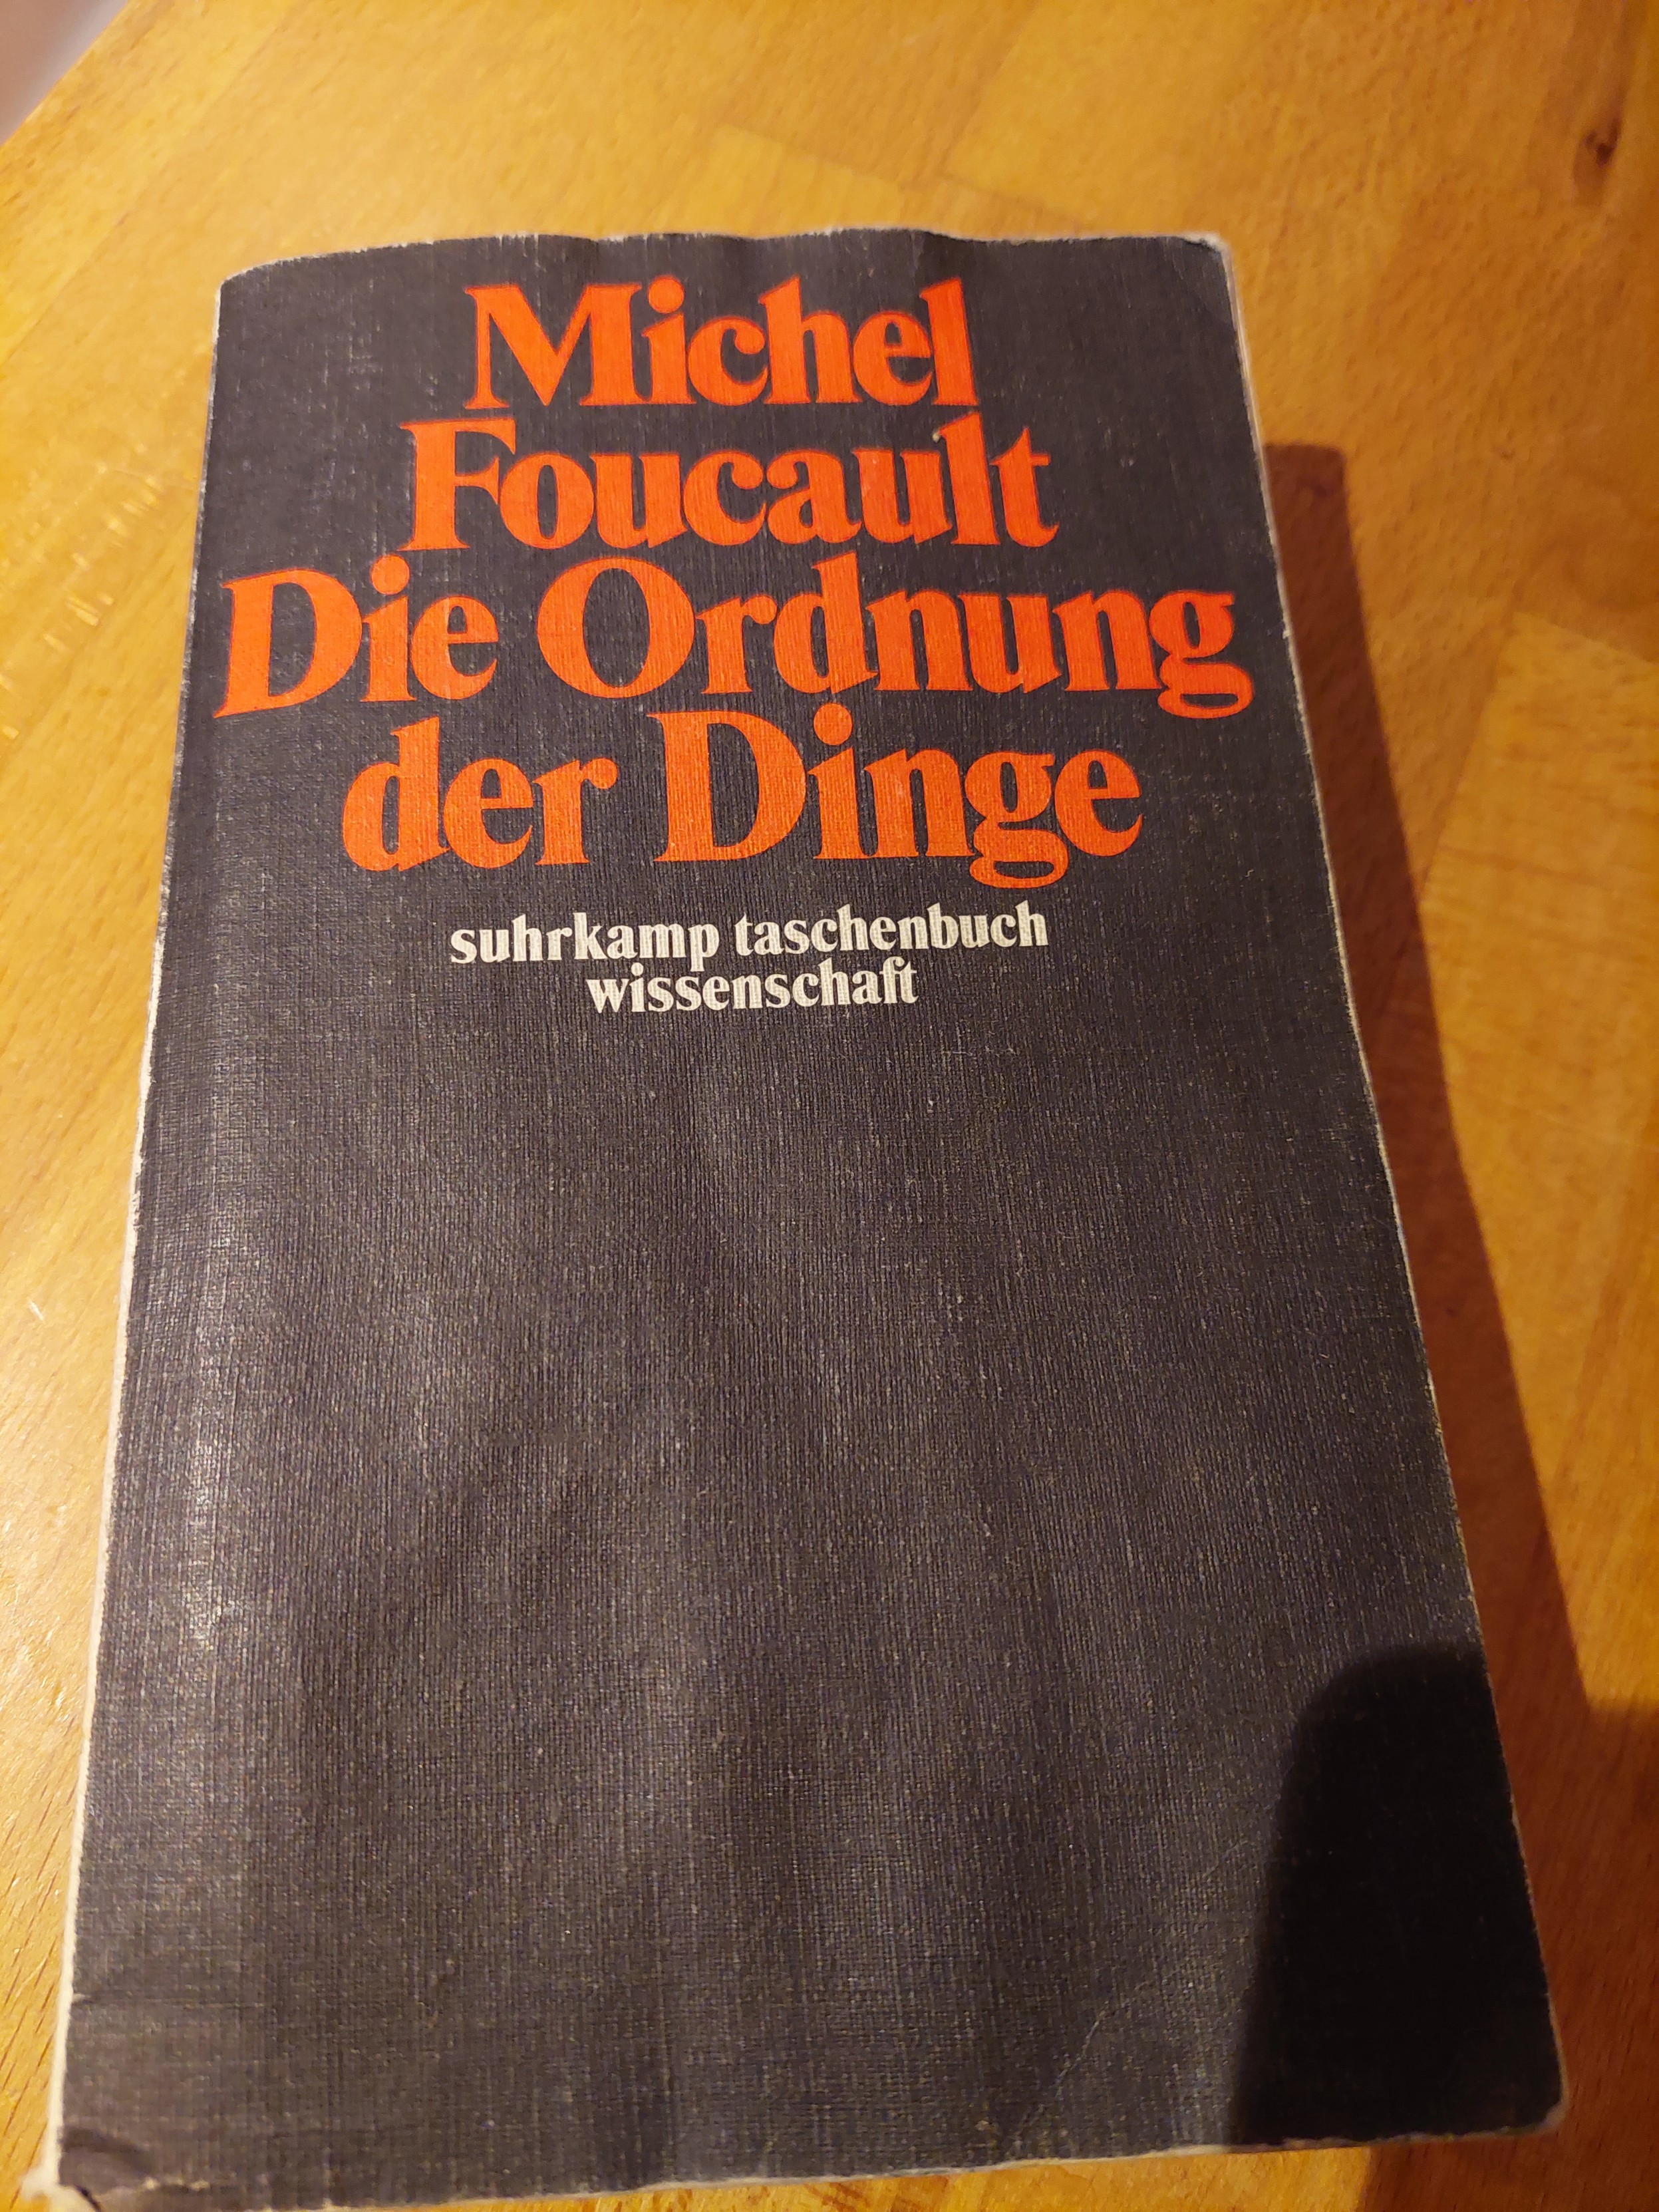 Michel
Foucault
Die Ordnung
der Dinge
suhrkamp taschenbuch
wissenschaft